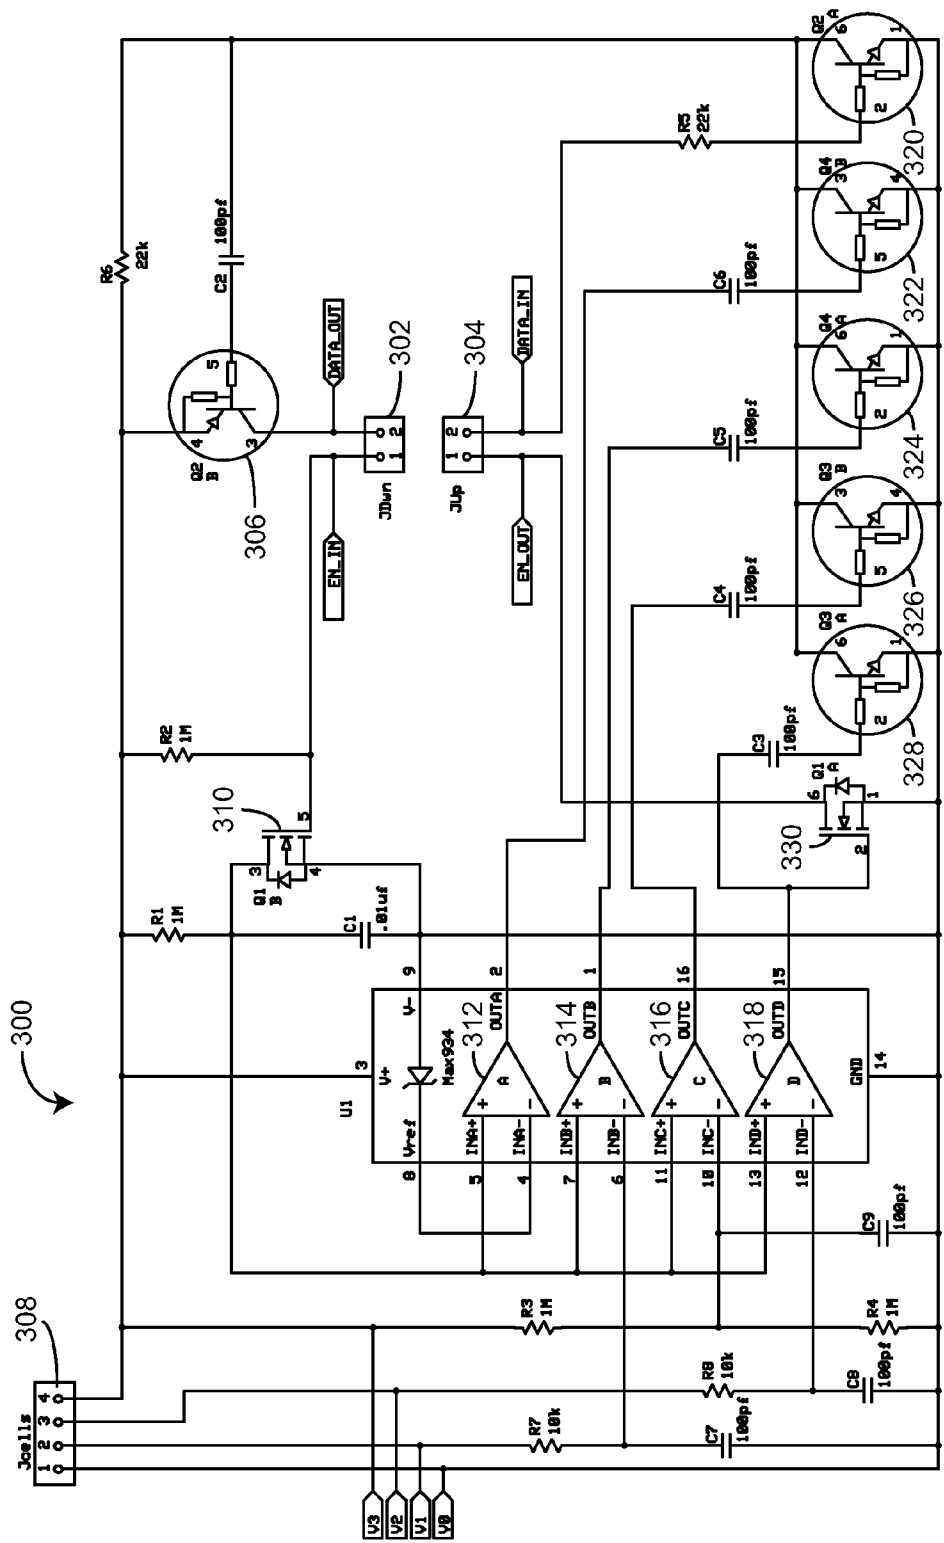 300
308
Jcells
1 2 3 4
V3
V2
V1
V0
R6
22k
C2
100pf
Q2
B
5
4
3
306
DATA_OUT
EN_IN
302
JDwn
1 2
304
JUp
1 2
DATA_IN
EN_OUT
R5
22k
R2
1M
310
Q1
B
3
4
5
R1
1M
C1
.01uf
U1
Max934
3
V+
9
V-
8
Vref
14
GND
312
A
+
-
5
INA+
4
INA-
OUTA
2
314
B
+
-
7
INB+
6
INB-
OUTB
1
316
C
+
-
11
INC+
10
INC-
OUTC
16
318
D
+
-
13
IND+
12
IND-
OUTD
15
R3
1M
R4
1M
C9
100pf
R8
10k
C8
100pf
R7
10k
C7
100pf
C6
100pf
C5
100pf
C4
100pf
C3
100pf
Q1
A
6
1
2
330
Q2
A
6
1
2
320
Q4
B
3
4
5
322
Q4
A
6
1
2
324
Q3
B
3
4
5
326
Q3
A
6
1
2
328